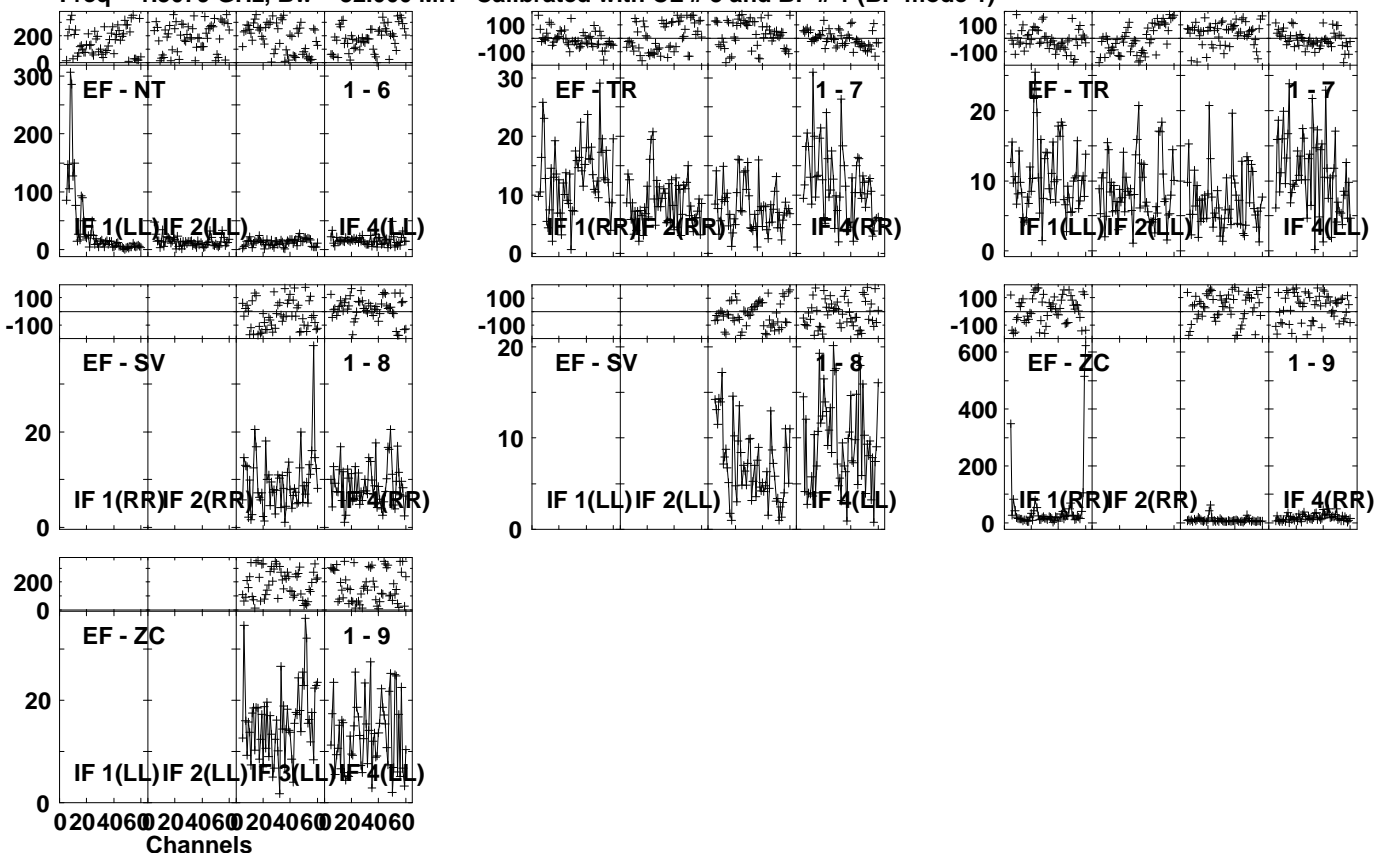 Freq GHz, MH Calibrated with and mode
200
0
300
200
100
0
EF - NT 1 - 6
IF 1(LL) IF 2(LL) IF 4(LL)
100
-100
30
20
10
0
EF - TR 1 - 7
IF 1(RR) IF 2(RR) IF 4(RR)
100
-100
20
10
0
EF - TR 1 - 7
IF 1(LL) IF 2(LL) IF 4(LL)
100
-100
20
0
EF - SV 1 - 8
IF 1(RR) IF 2(RR) IF 4(RR)
100
-100
20
10
0
EF - SV 1 - 8
IF 1(LL) IF 2(LL) IF 4(LL)
100
-100
600
400
200
0
EF - ZC 1 - 9
IF 1(RR) IF 2(RR) IF 4(RR)
200
0
20
0
EF - ZC 1 - 9
IF 1(LL) IF 2(LL) IF 3(LL) IF 4(LL)
0 20 40 60 0 20 40 60 0 20 40 60 0 20 40 60
Channels